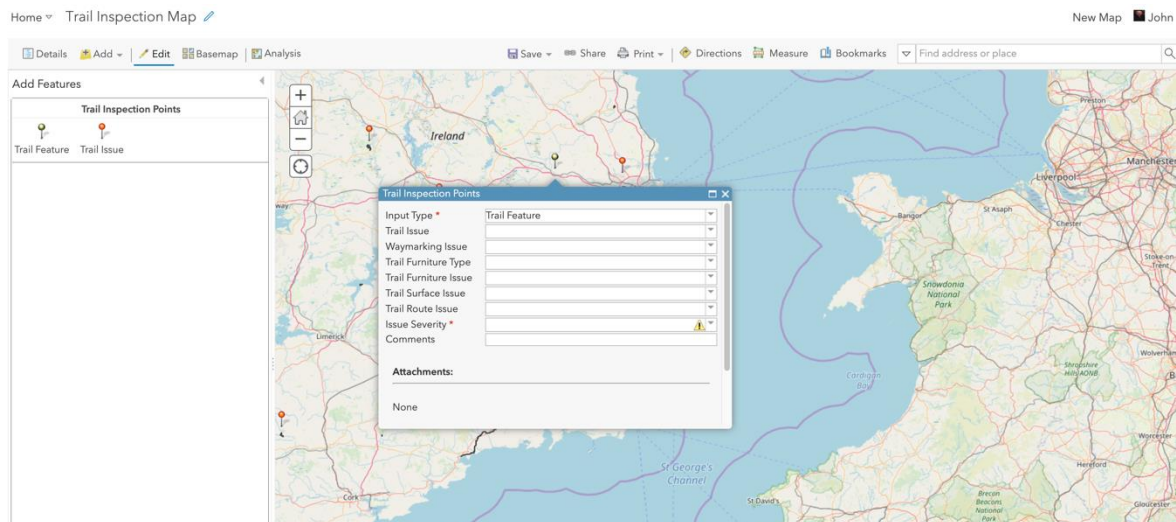 Home Trail Inspection Map New Map John
Details Add Edit Basemap Analysis Save Share Print Directions Measure Bookmarks Find address or place
Add Features
Trail Inspection Points
Trail Feature Trail Issue
+
−
Ireland
Preston
Manchester
Liverpool
Trail Inspection Points
Input Type * Trail Feature
Trail Issue
Waymarking Issue
Trail Furniture Type
Trail Furniture Issue
Trail Surface Issue
Trail Route Issue
Issue Severity *
Comments
Attachments:
None
way
Bangor
St Asaph
Chester
Stoke-on-
Trent
Snowdonia
National
Park
Limerick
Cardigan
Bay
Shropshire
Hills AONB
Wolverham
Worcester
Hereford
Cork
St George's
Channel
St David's
Brecon
Beacons
National
Park
Gloucester